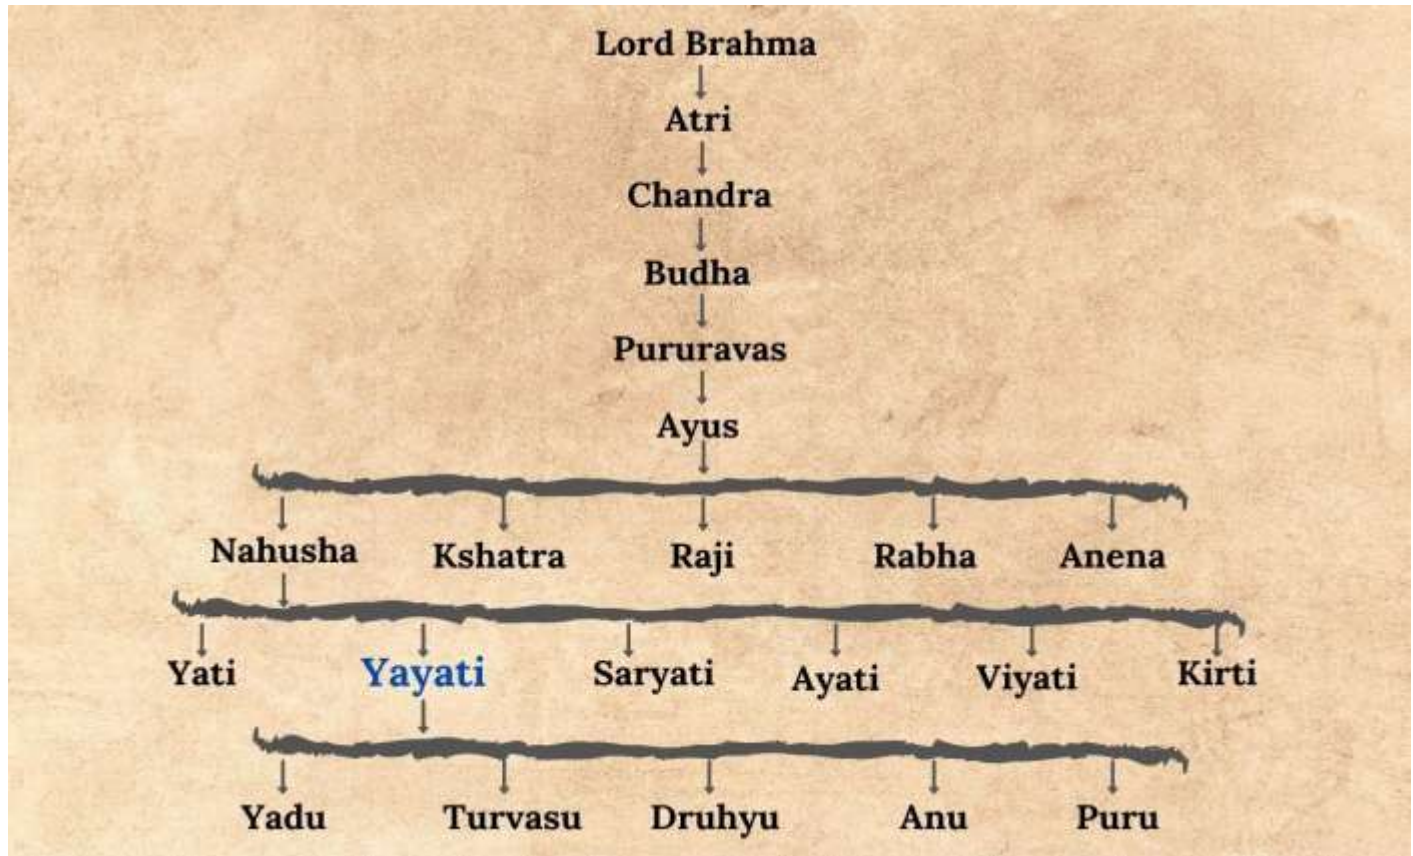 Lord Brahma
Atri
Chandra
Budha
Pururavas
Ayus
Nahusha Kshatra Raji Rabha Anena
Yati Yayati Saryati Ayati Viyati Kirti
Yadu Turvasu Druhyu Anu Puru